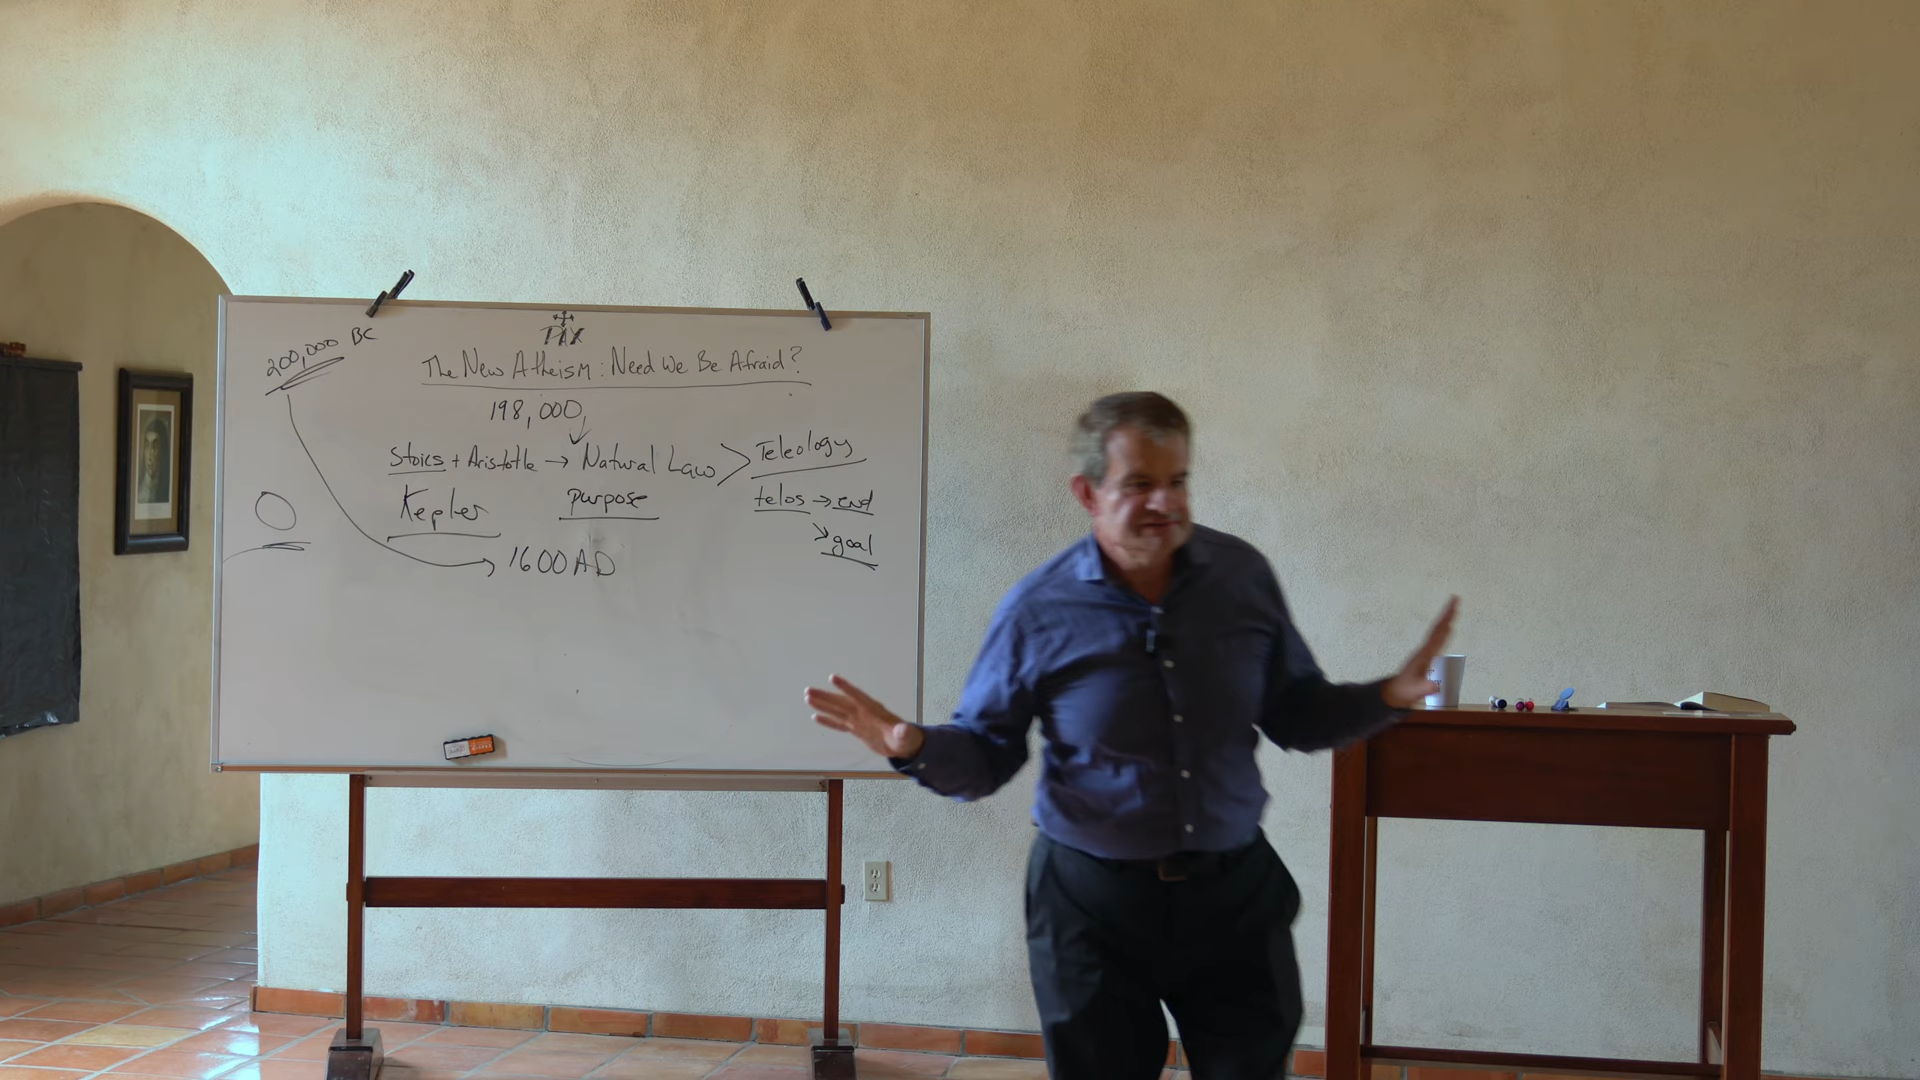 PAX
200,000 BC
The New Atheism: Need We Be Afraid?
198,000
Stoics + Aristotle → Natural Law > Teleology
Kepler purpose telos → end
↘ goal
1600 AD